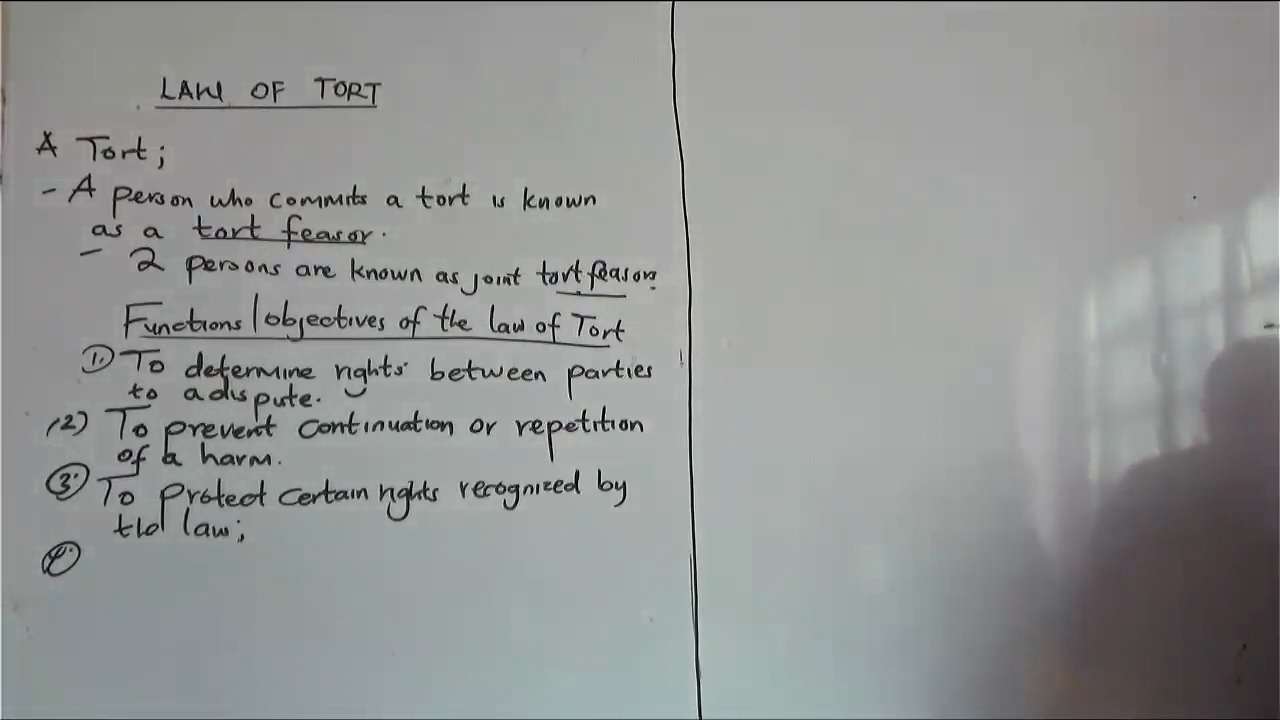 LAW OF TORT
A Tort;
- A person who commits a tort is known
as a tort feasor.
- 2 persons are known as joint tortfeasors.
Functions/objectives of the law of Tort
1. To determine rights between parties
to a dispute.
(2) To prevent continuation or repetition
of a harm.
3. To protect certain rights recognized by
the law;
4.